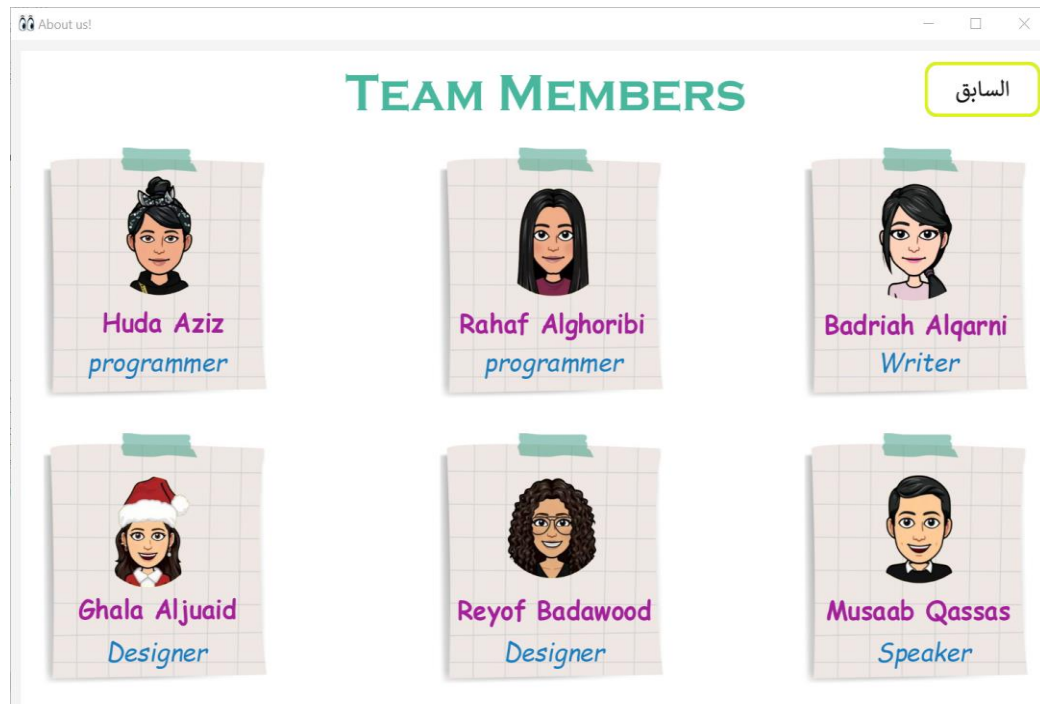 About us!
TEAM MEMBERS
السابق
Huda Aziz
programmer
Rahaf Alghoribi
programmer
Badriah Alqarni
Writer
Ghala Aljuaid
Designer
Reyof Badawood
Designer
Musaab Qassas
Speaker